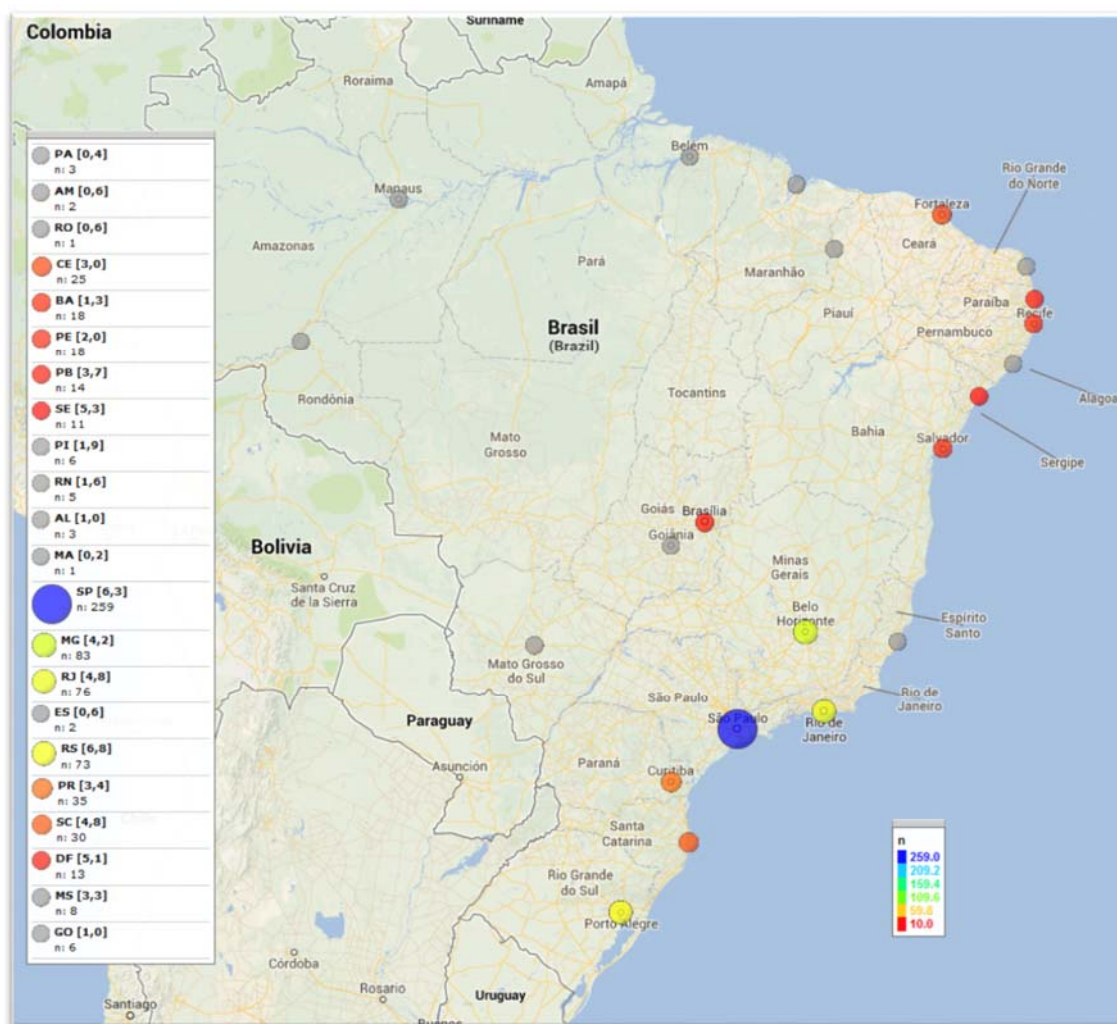 Colombia
Suriname
Roraima
Amapá
PA [0,4]
n: 3
AM [0,6]
n: 2
RO [0,6]
n: 1
CE [3,0]
n: 25
BA [1,3]
n: 18
PE [2,0]
n: 18
PB [3,7]
n: 14
SE [5,3]
n: 11
PI [1,9]
n: 6
RN [1,6]
n: 5
AL [1,0]
n: 3
MA [0,2]
n: 1
SP [6,3]
n: 259
MG [4,2]
n: 83
RJ [4,8]
n: 76
ES [0,6]
n: 2
RS [6,8]
n: 73
PR [3,4]
n: 35
SC [4,8]
n: 30
DF [5,1]
n: 13
MS [3,3]
n: 8
GO [1,0]
n: 6
Belém
Manaus
Rio Grande
do Norte
Fortaleza
Ceará
Amazonas
Pará
Maranhão
Piauí
Paraíba
Recife
Pernambuco
Brasil
(Brazil)
Rondônia
Tocantins
Alagoa
Mato
Grosso
Bahia
Salvador
Sergipe
Goiás
Brasília
Goiânia
Bolivia
Santa Cruz
de la Sierra
Minas
Gerais
Belo
Horizonte
Espírito
Santo
Mato Grosso
do Sul
São Paulo
São Paulo
Rio de
Janeiro
Rio de
Janeiro
Paraguay
Asunción
Paraná
Curitiba
Santa
Catarina
Rio Grande
do Sul
Porto Alegre
n
259.0
209.2
159.4
109.6
59.8
10.0
Córdoba
Rosario
Santiago
Uruguay